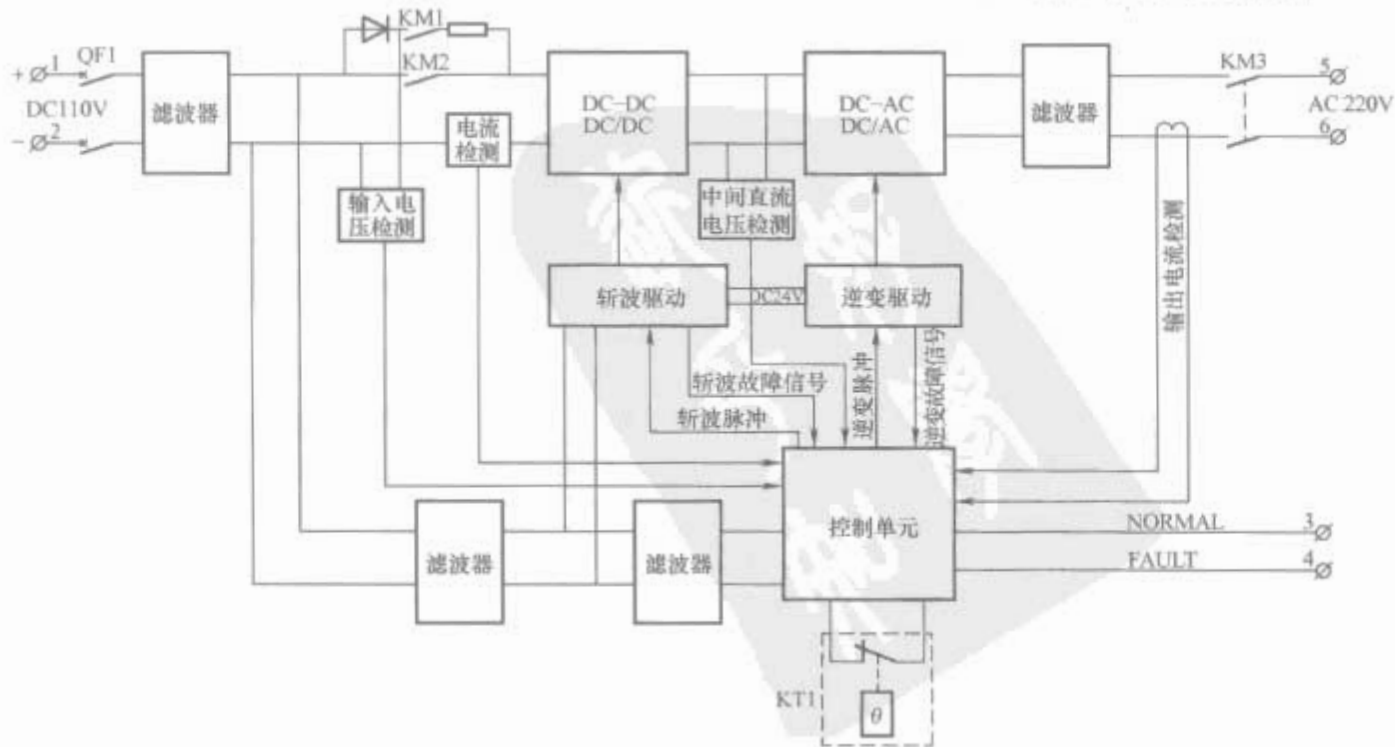 KM1
+ 1 QF1
KM2
KM3
5
滤波器
DC-DC
DC/DC
DC-AC
DC/AC
滤波器
DC110V
AC 220V
- 2
6
电流
检测
输入电
压检测
中间直流
电压检测
输出电流检测
斩波驱动
DC24V
逆变驱动
斩波故障信号
斩波脉冲
逆变脉冲
逆变故障信号
滤波器
滤波器
控制单元
NORMAL
3
FAULT
4
KT1
θ